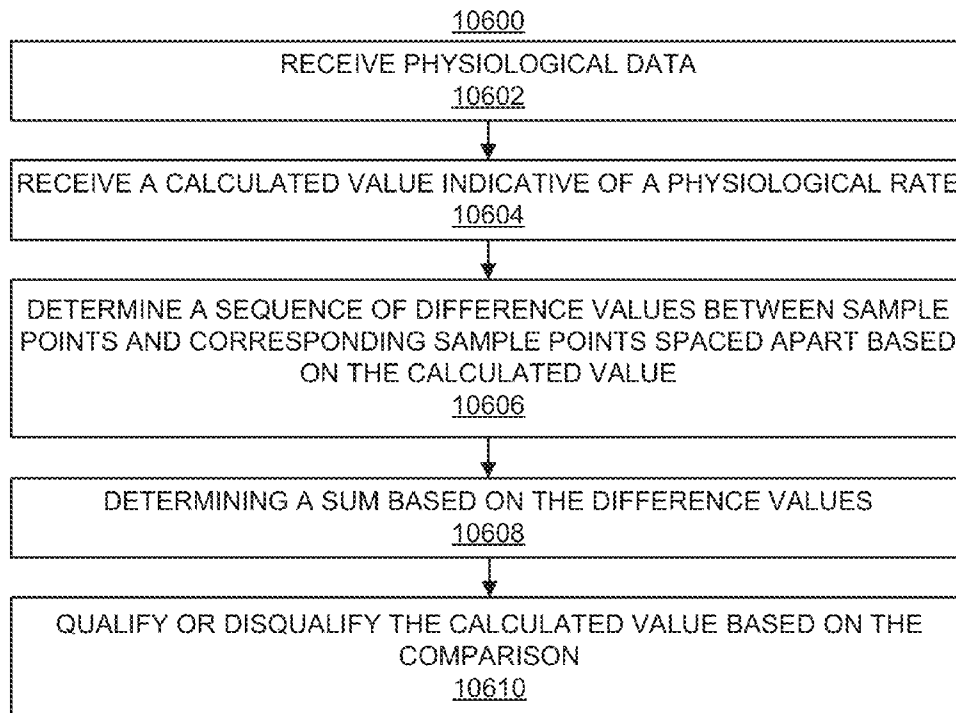 10600
RECEIVE PHYSIOLOGICAL DATA
10602
RECEIVE A CALCULATED VALUE INDICATIVE OF A PHYSIOLOGICAL RATE
10604
DETERMINE A SEQUENCE OF DIFFERENCE VALUES BETWEEN SAMPLE
POINTS AND CORRESPONDING SAMPLE POINTS SPACED APART BASED
ON THE CALCULATED VALUE
10606
DETERMINING A SUM BASED ON THE DIFFERENCE VALUES
10608
QUALIFY OR DISQUALIFY THE CALCULATED VALUE BASED ON THE
COMPARISON
10610